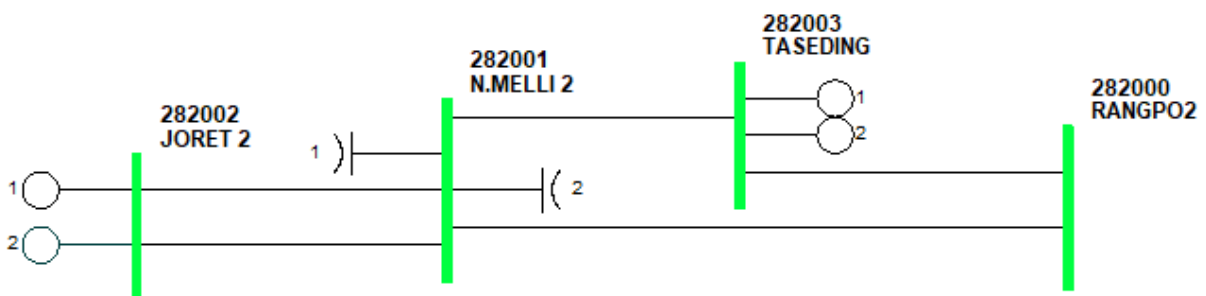 282003
TASEDING
282001
N.MELLI 2
282000
RANGPO2
282002
JORET 2
1
1
2
1
2
2